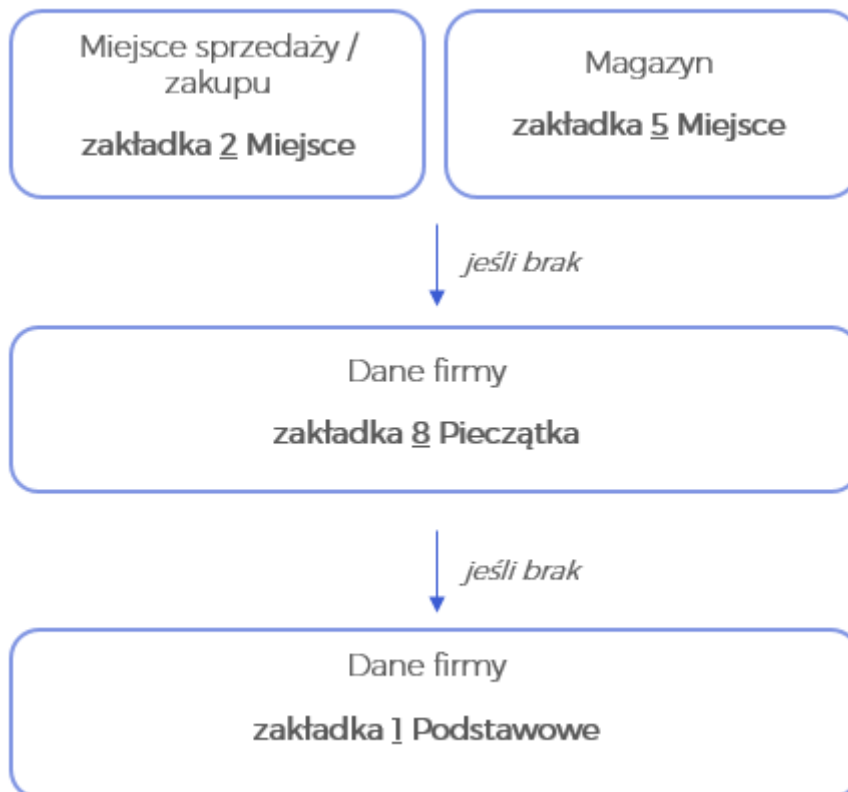 Miejsce sprzedaży /
zakupu
zakładka 2 Miejsce
Magazyn
zakładka 5 Miejsce
jeśli brak
Dane firmy
zakładka 8 Pieczątka
jeśli brak
Dane firmy
zakładka 1 Podstawowe